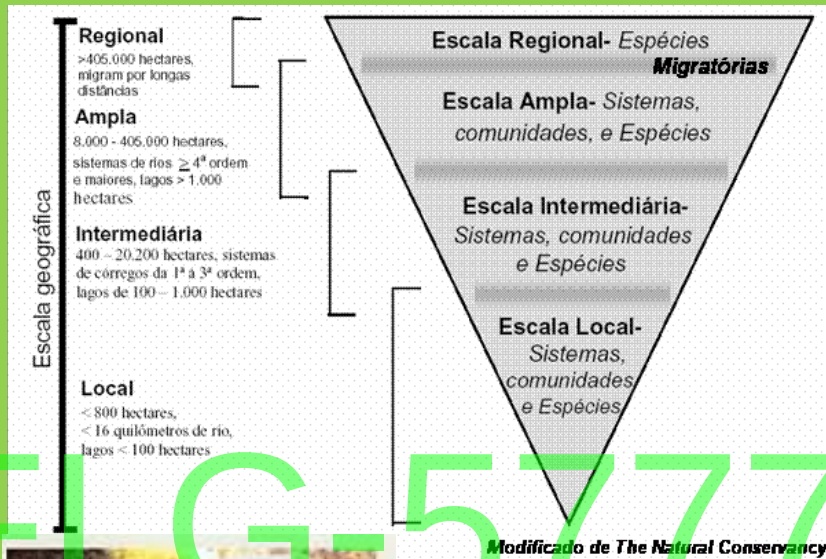 Escala geográfica
Regional
>405.000 hectares,
migram por longas
distâncias
Ampla
8.000 - 405.000 hectares,
sistemas de rios ≥ 4ª ordem
e maiores, lagos > 1.000
hectares
Intermediária
400 – 20.200 hectares, sistemas
de córregos da 1ª à 3ª ordem,
lagos de 100 – 1.000 hectares
Local
< 800 hectares,
< 16 quilômetros de rio,
lagos < 100 hectares
Escala Regional- Espécies
Migratórias
Escala Ampla- Sistemas,
comunidades, e Espécies
Escala Intermediária-
Sistemas, comunidades
e Espécies
Escala Local-
Sistemas,
comunidades
e Espécies
FLG-5777
Modificado de The Natural Conservancy